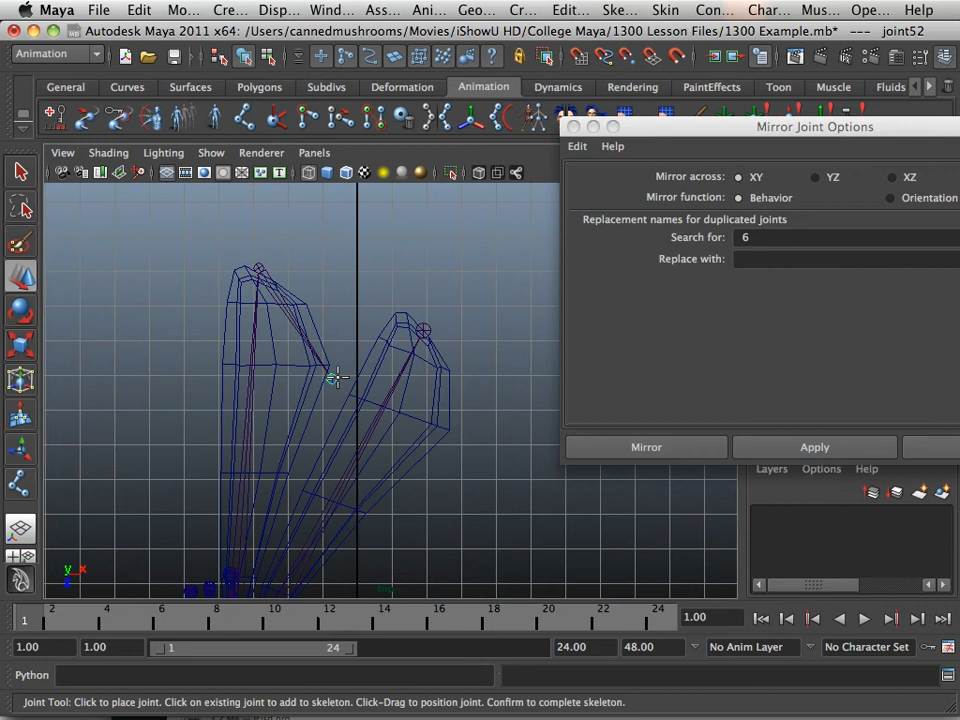 Maya File Edit Mo... Cre... Disp... Wind... Ass... Ani... Geo... Cr... Edit... Ske... Skin Con... Char... Mus... Ope... Help
Autodesk Maya 2011 x64: /Users/cannedmushrooms/Movies/iShowU HD/College Maya/1300 Lesson Files/1300 Example.mb* --- joint52
Animation
General Curves Surfaces Polygons Subdivs Deformation Animation Dynamics Rendering PaintEffects Toon Muscle Fluids
Mirror Joint Options
Edit Help
View Shading Lighting Show Renderer Panels
Mirror across: XY YZ XZ
Mirror function: Behavior Orientation
Replacement names for duplicated joints
Search for: 6
Replace with:
Mirror Apply
Layers Options Help
y x
top
2 4 6 8 10 12 14 16 18 20 22 24
1 1.00
1.00 1.00 1 24 24.00 48.00 No Anim Layer No Character Set
Python
Joint Tool: Click to place joint. Click on existing joint to add to skeleton. Click-Drag to position joint. Confirm to complete skeleton.